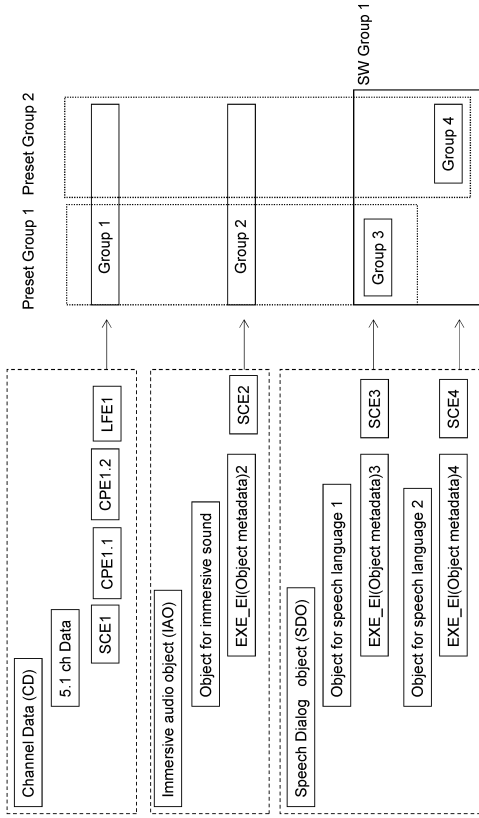 Channel Data (CD)
5.1 ch Data
SCE1 CPE1.1 CPE1.2 LFE1
Immersive audio object (IAO)
Object for immersive sound
EXE_El(Object metadata)2 SCE2
Speech Dialog object (SDO)
Object for speech language 1
EXE_El(Object metadata)3 SCE3
Object for speech language 2
EXE_El(Object metadata)4 SCE4
Preset Group 1 Preset Group 2
Group 1
Group 2
Group 3
Group 4
SW Group 1